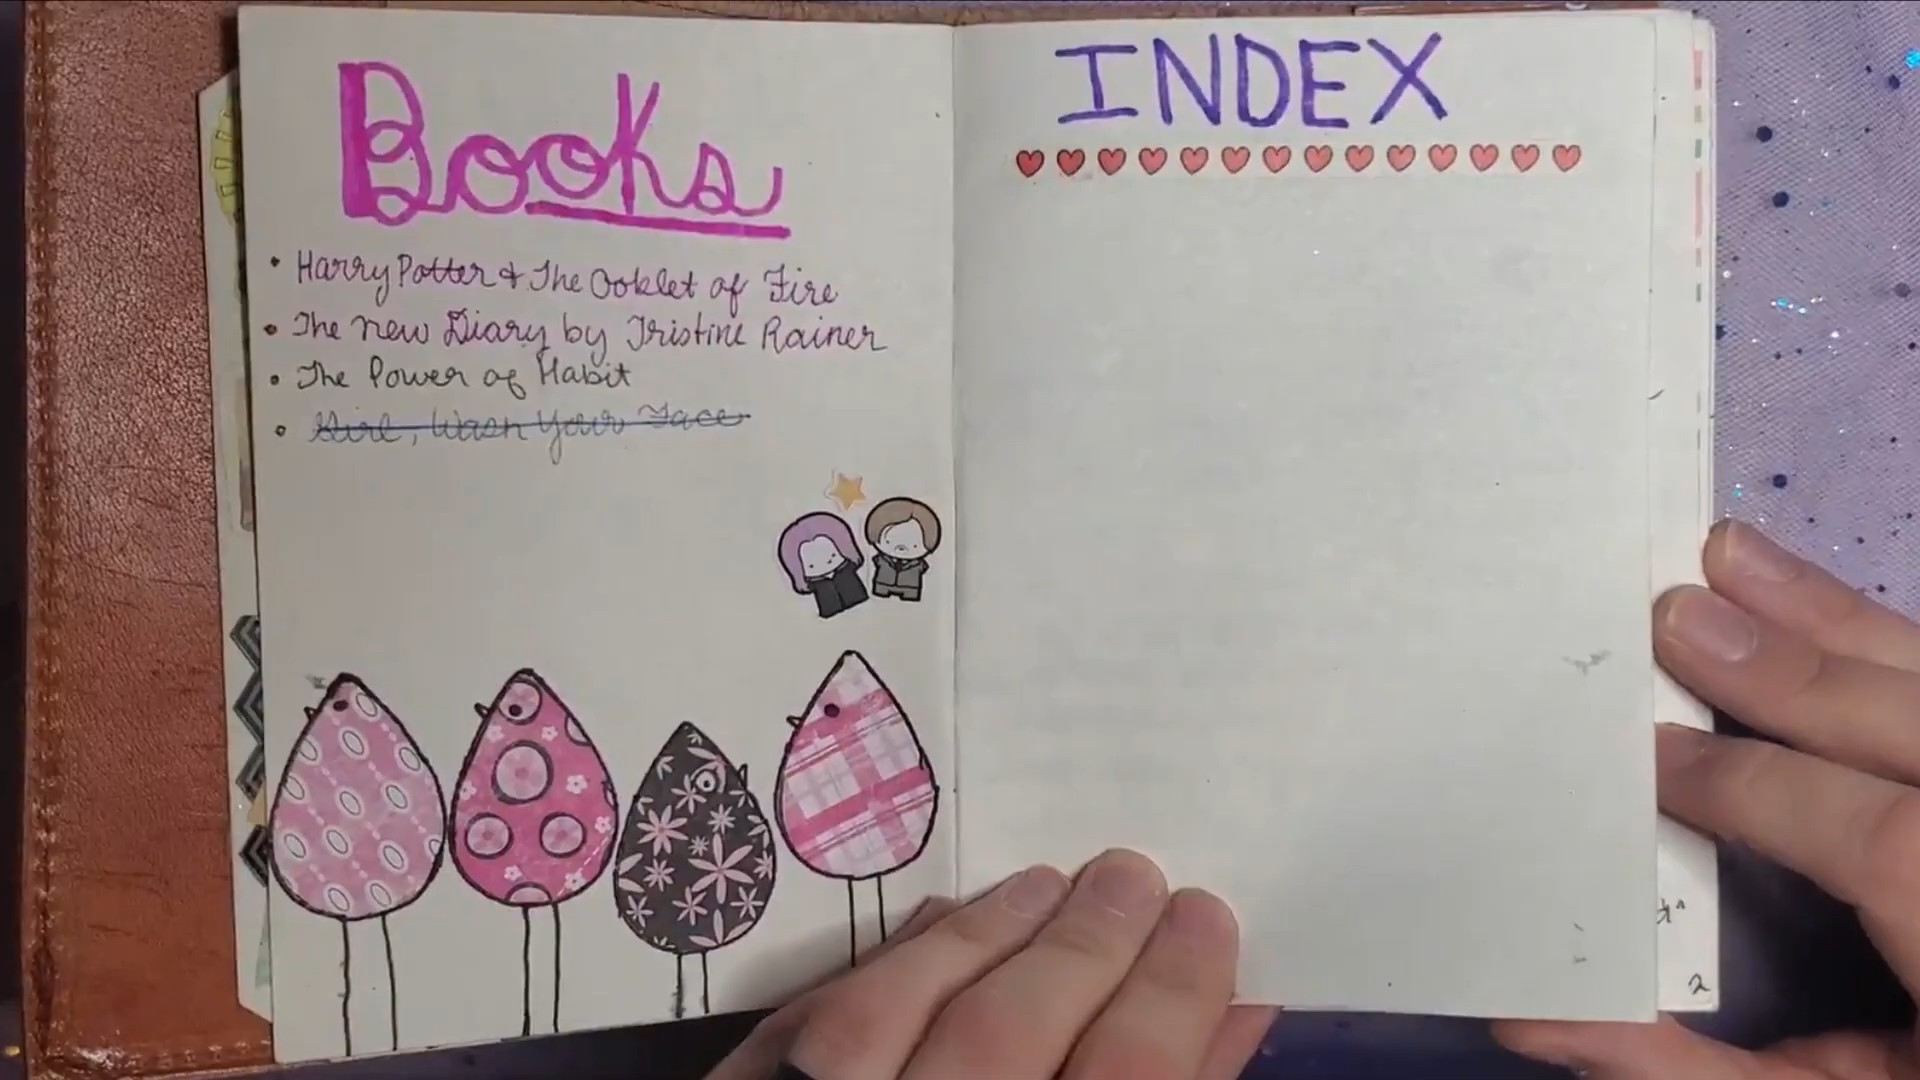 Books
• Harry Potter & The Ooklet of Fire
• The New Diary by Tristine Rainer
• The Power of Habit
• Girl, Wash Your Face
INDEX
2